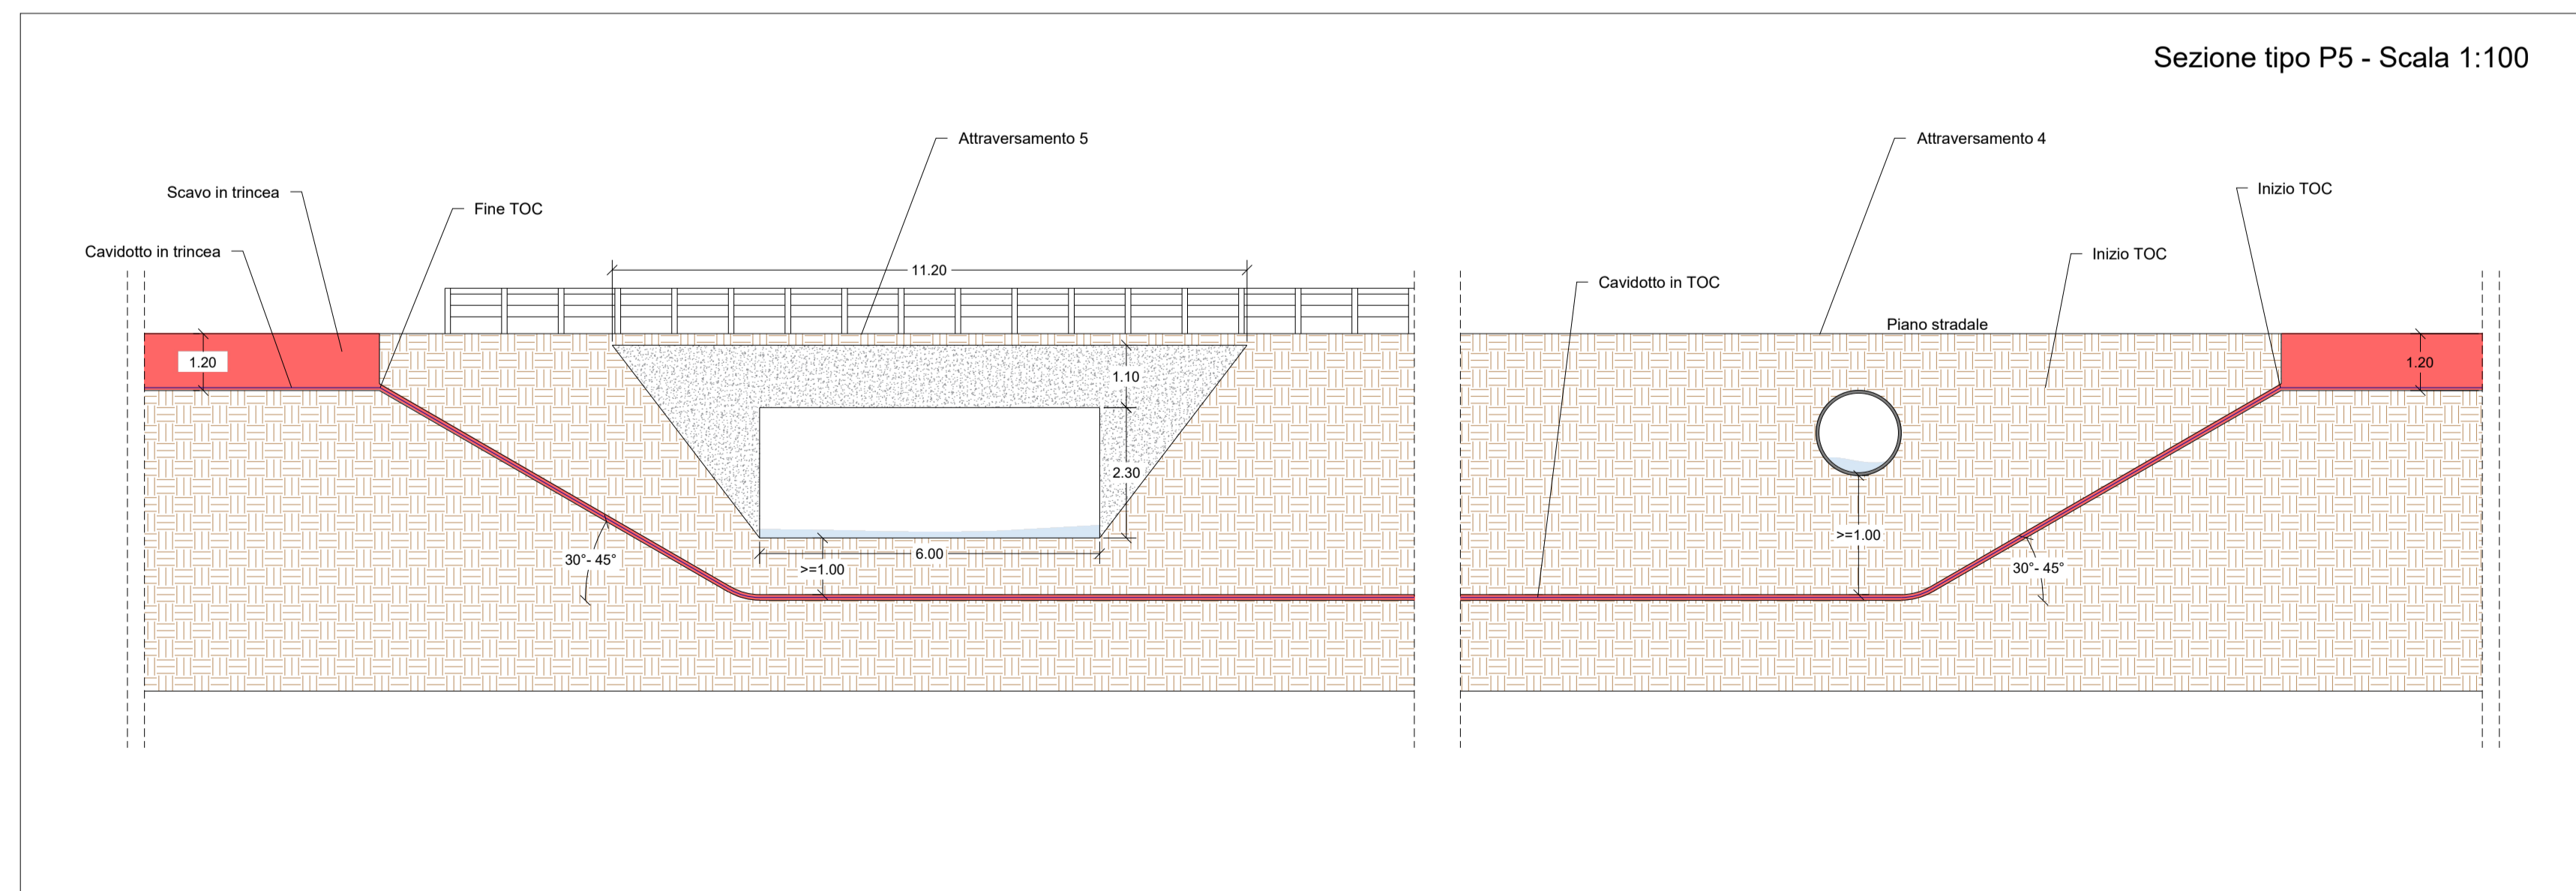 Sezione tipo P5 - Scala 1:100
Attraversamento 5
Attraversamento 4
Scavo in trincea
Inizio TOC
Fine TOC
Cavidotto in trincea
Inizio TOC
11.20
Cavidotto in TOC
Piano stradale
1.20
1.10
1.20
2.30
>=1.00
6.00
30°- 45°
>=1.00
30°- 45°